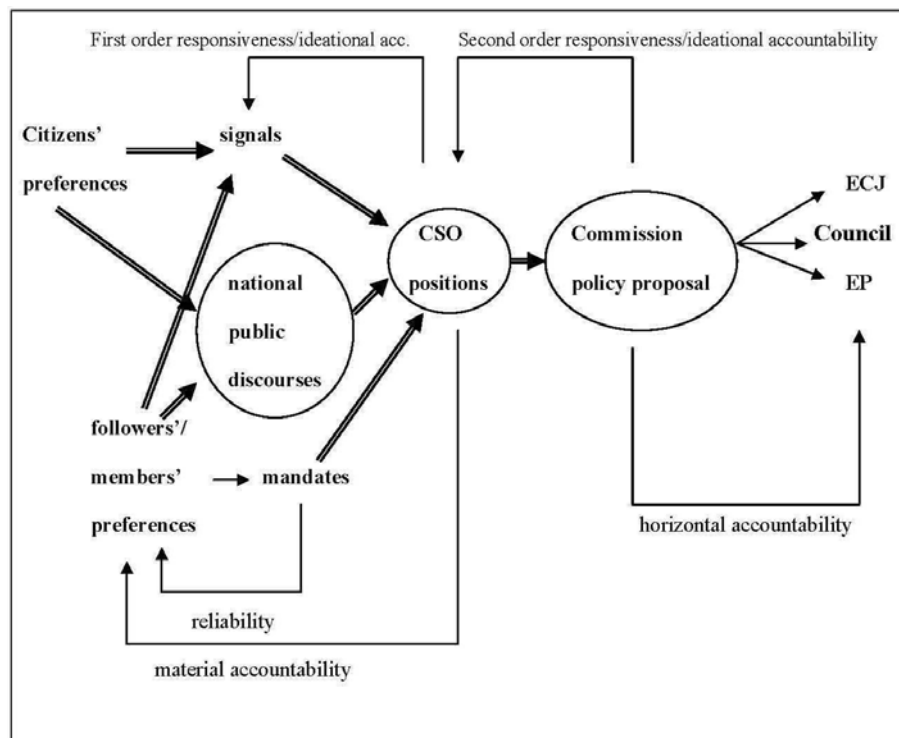 First order responsiveness/ideational acc.
Second order responsiveness/ideational accountability
Citizens’
preferences
signals
CSO
positions
Commission
policy proposal
ECJ
Council
EP
national
public
discourses
followers’/
members’
preferences
mandates
horizontal accountability
reliability
material accountability